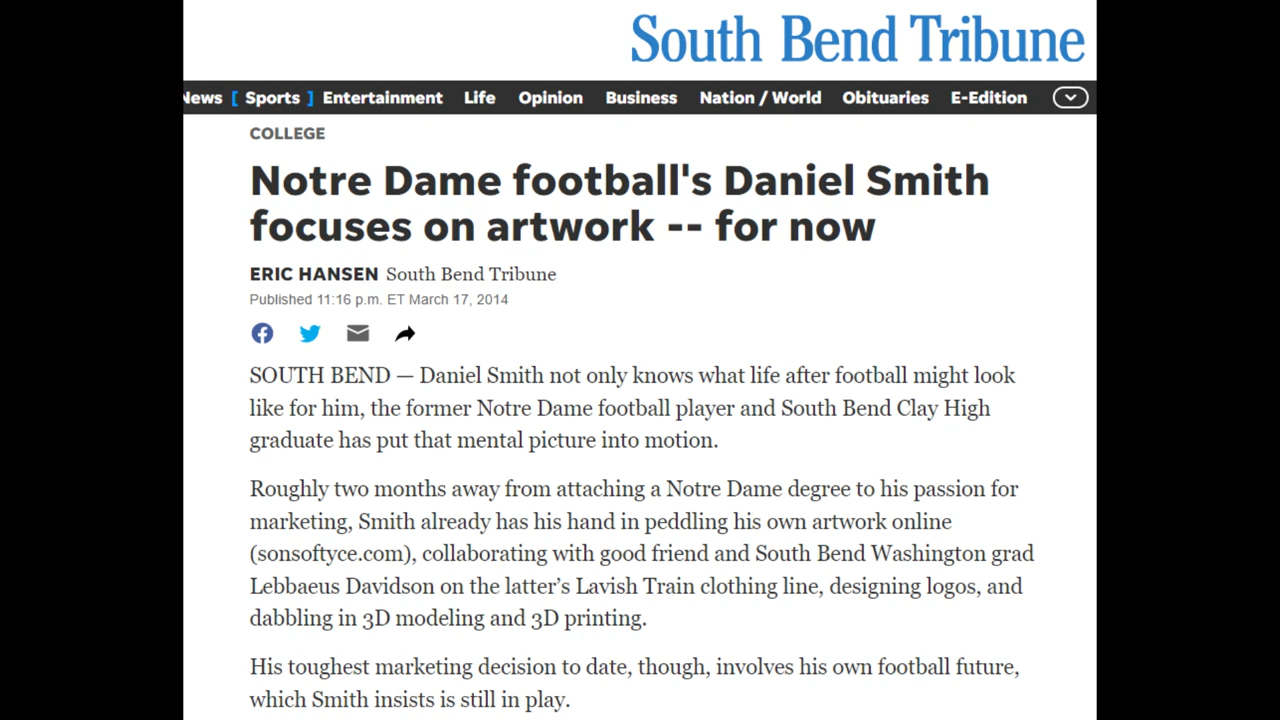 South Bend Tribune
News [ Sports ] Entertainment Life Opinion Business Nation / World Obituaries E-Edition
COLLEGE
Notre Dame football's Daniel Smith
focuses on artwork -- for now
ERIC HANSEN South Bend Tribune
Published 11:16 p.m. ET March 17, 2014
SOUTH BEND — Daniel Smith not only knows what life after football might look
like for him, the former Notre Dame football player and South Bend Clay High
graduate has put that mental picture into motion.
Roughly two months away from attaching a Notre Dame degree to his passion for
marketing, Smith already has his hand in peddling his own artwork online
(sonsoftyce.com), collaborating with good friend and South Bend Washington grad
Lebbaeus Davidson on the latter’s Lavish Train clothing line, designing logos, and
dabbling in 3D modeling and 3D printing.
His toughest marketing decision to date, though, involves his own football future,
which Smith insists is still in play.